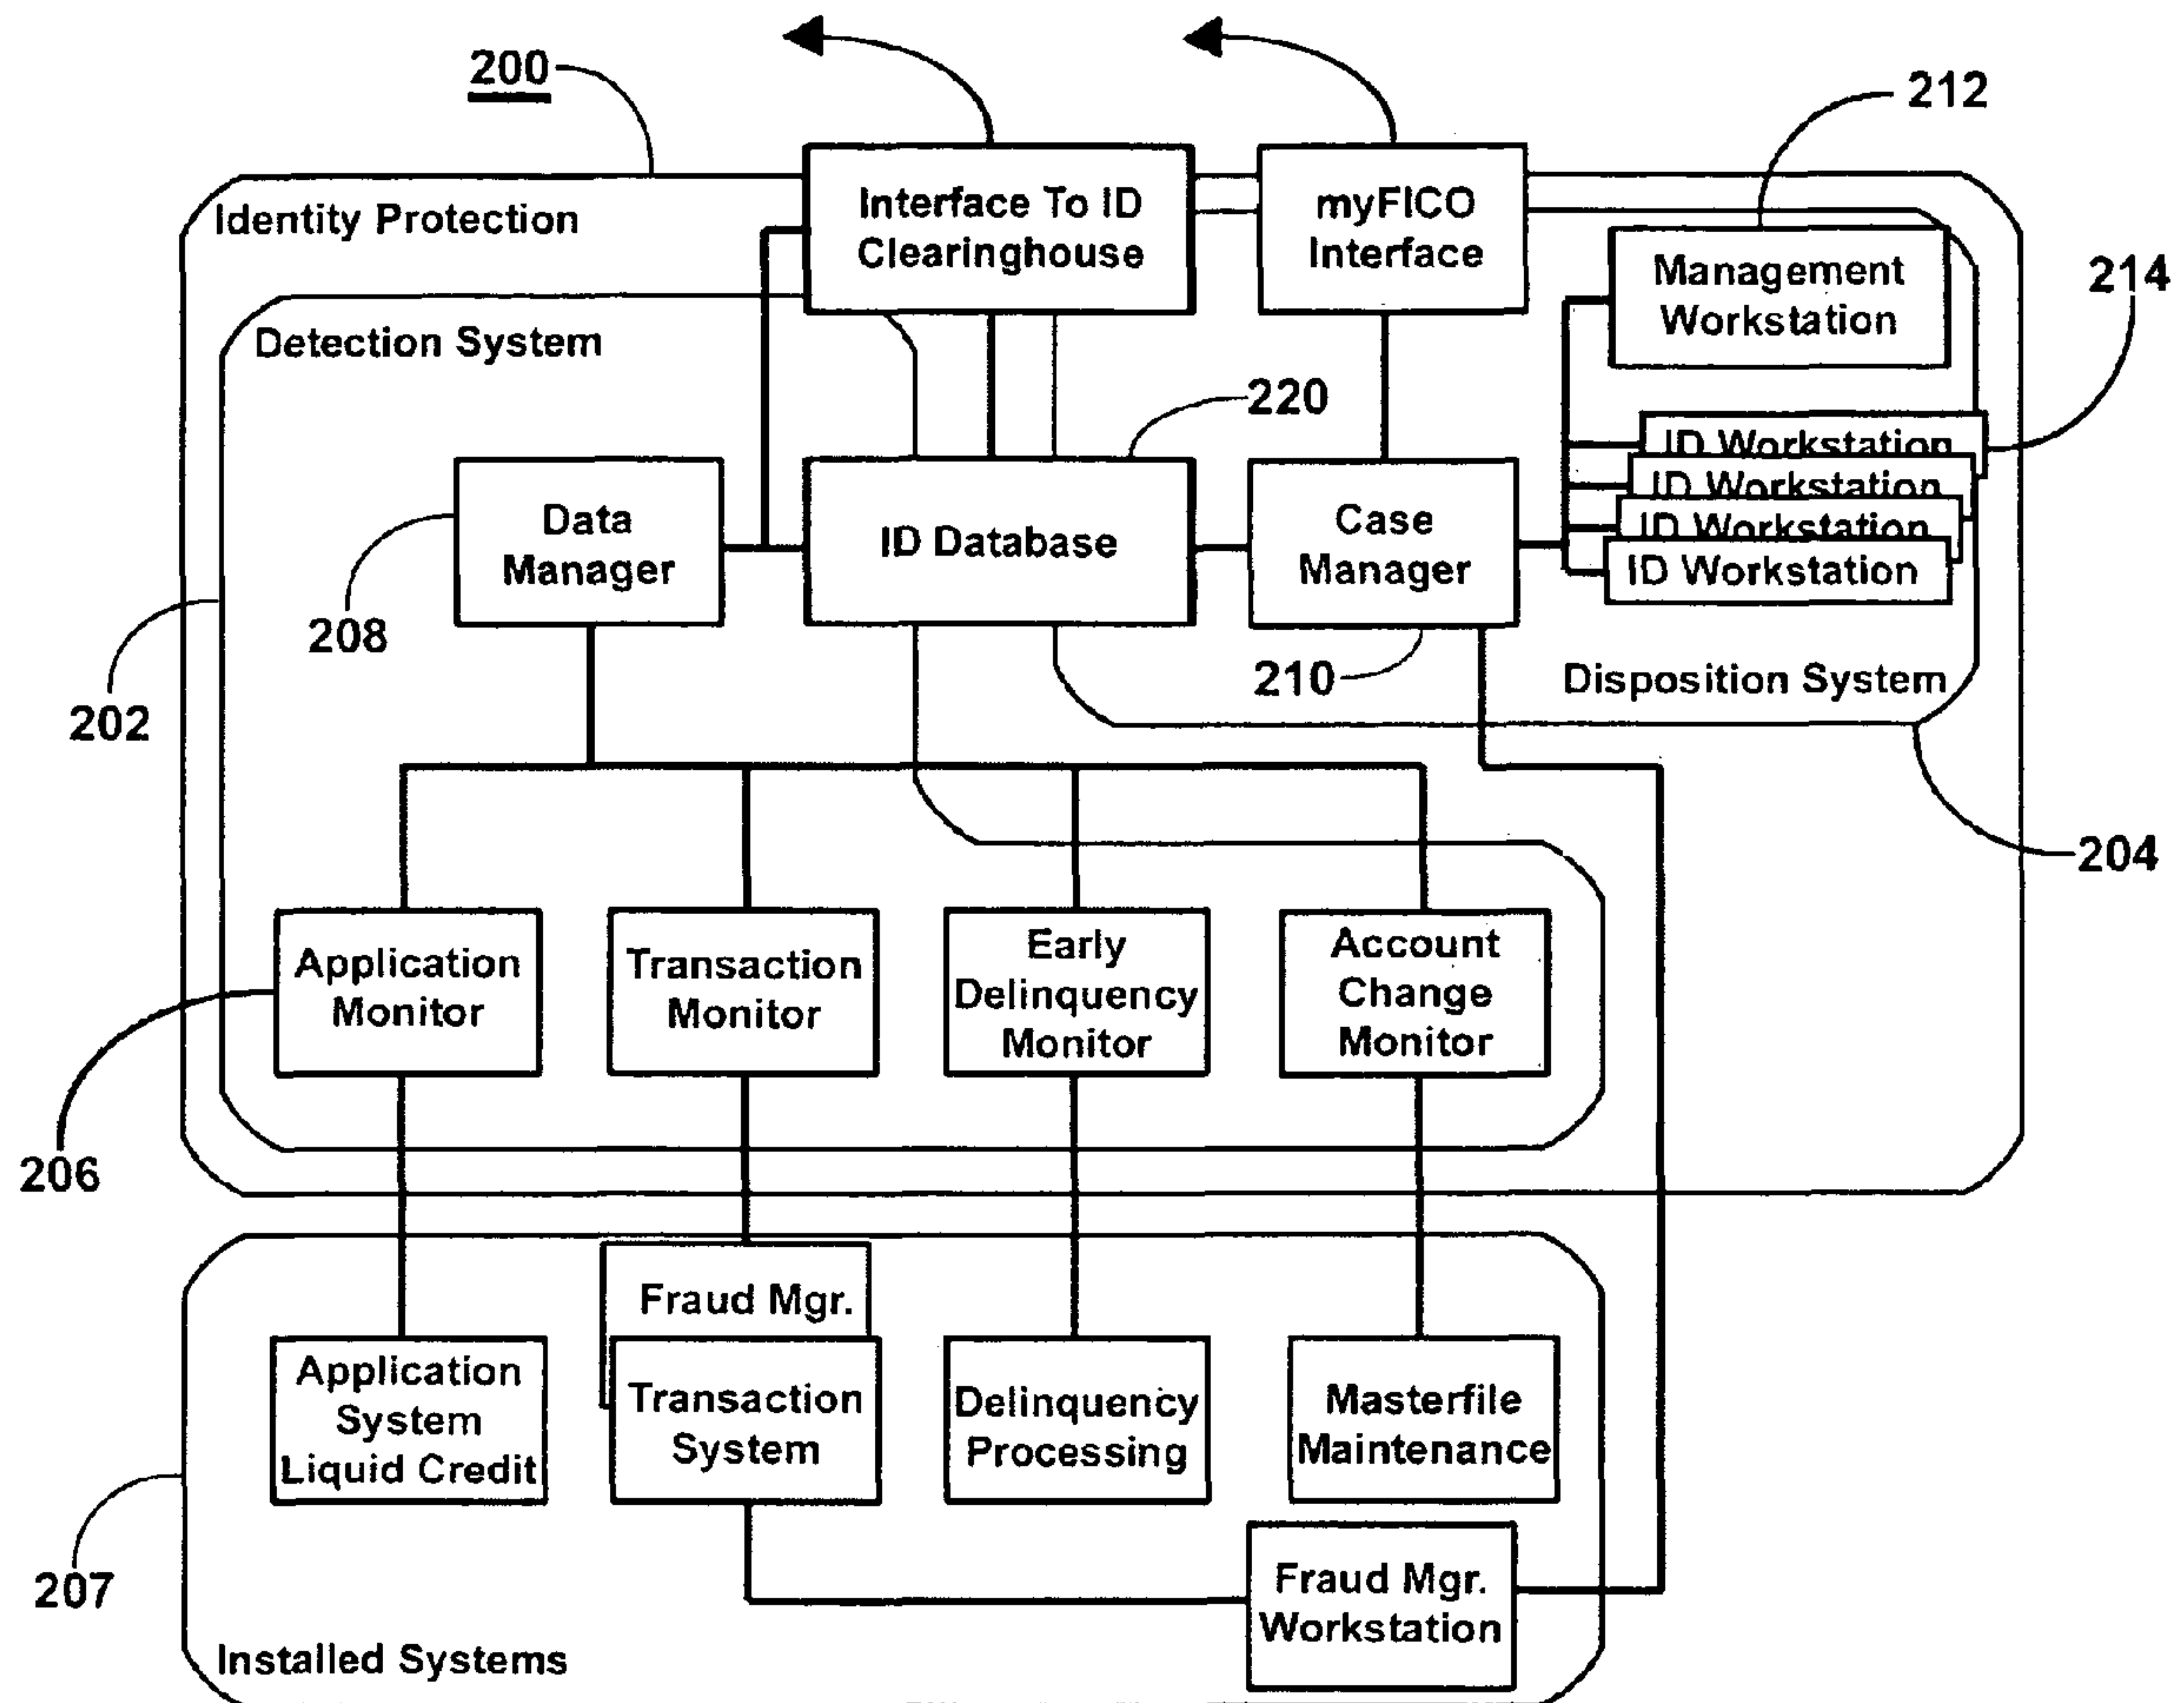 200
212
Identity Protection
Interface To ID
Clearinghouse
myFICO
Interface
Management
Workstation
214
Detection System
220
ID Workstation
ID Workstation
ID Workstation
ID Workstation
Data
Manager
ID Database
Case
Manager
208
210
Disposition System
202
204
Application
Monitor
Transaction
Monitor
Early
Delinquency
Monitor
Account
Change
Monitor
206
Fraud Mgr.
Application
System
Liquid Credit
Transaction
System
Delinquency
Processing
Masterfile
Maintenance
207
Fraud Mgr.
Workstation
Installed Systems